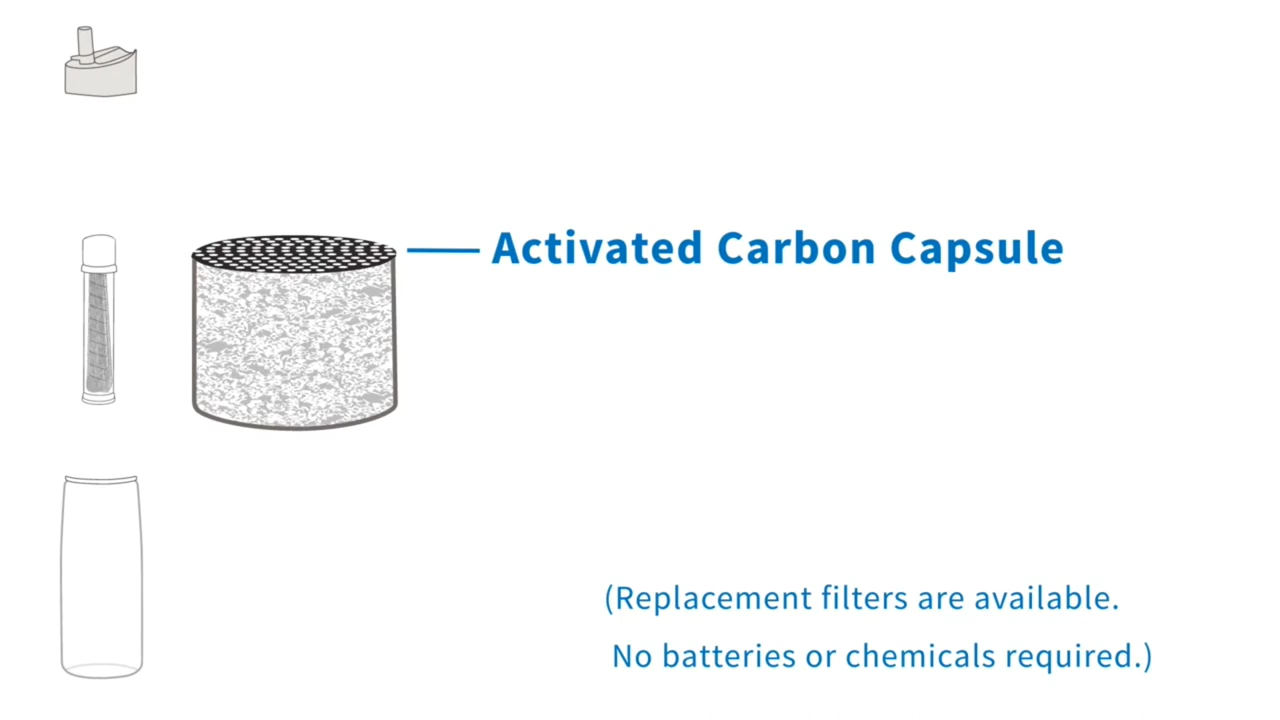 Activated Carbon Capsule
(Replacement filters are available.
No batteries or chemicals required.)